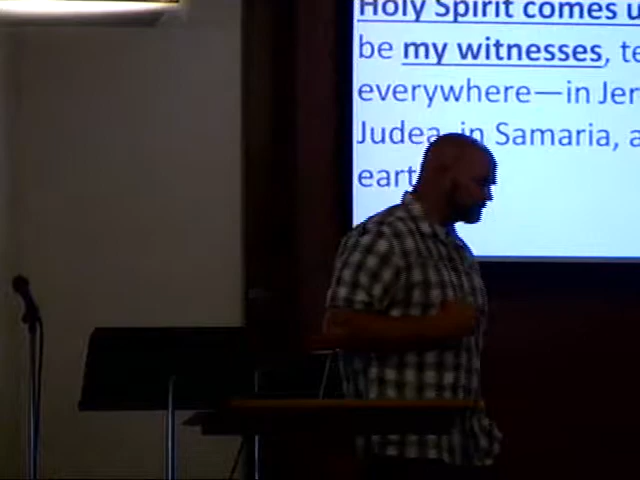 Holy Spirit comes u
be my witnesses, te
everywhere—in Jer
Judea, in Samaria, a
eart